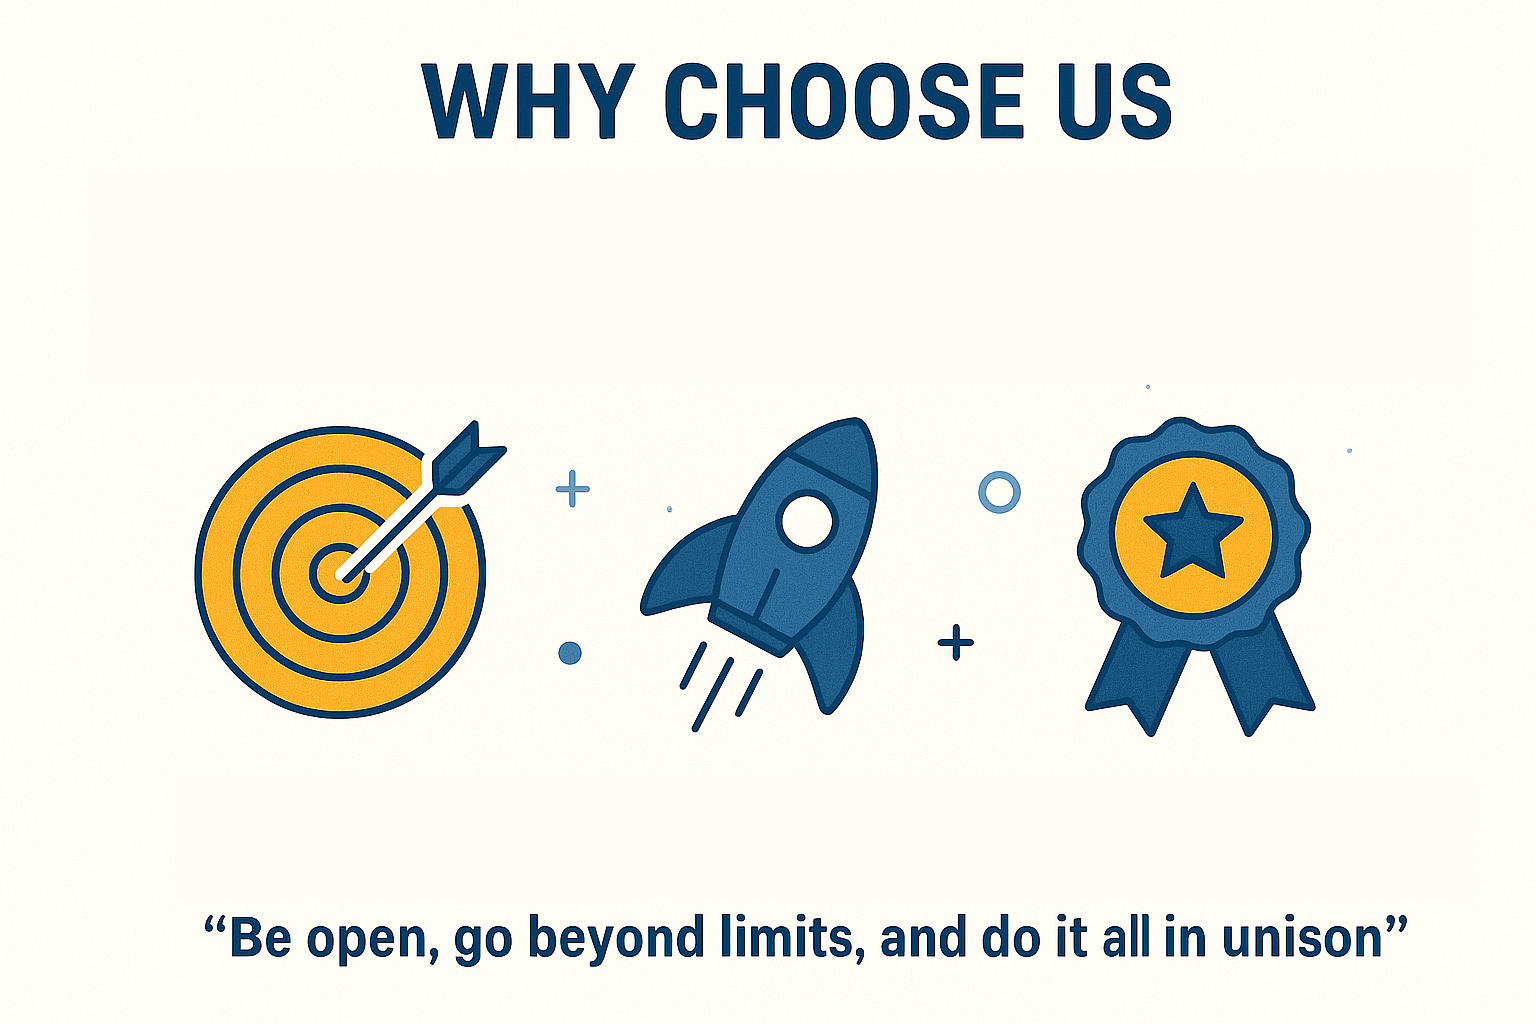 WHY CHOOSE US
“Be open, go beyond limits, and do it all in unison”